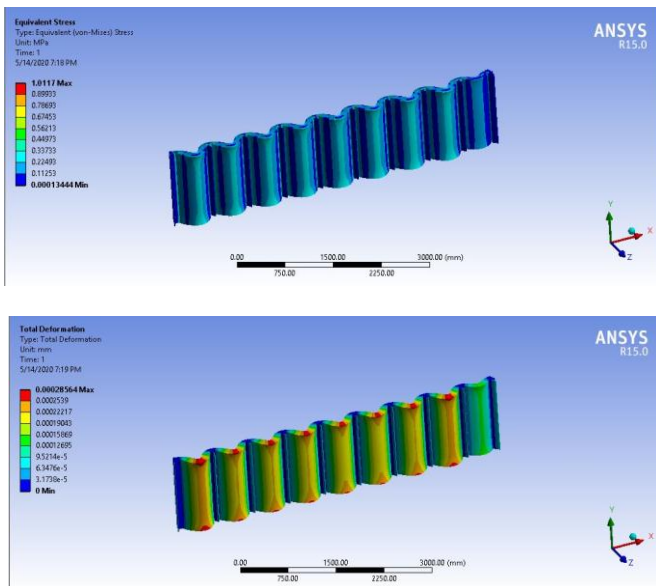 Equivalent Stress
Type: Equivalent (von-Mises) Stress
Unit: MPa
Time: 1
5/14/2020 7:18 PM
1.0117 Max
0.89933
0.78693
0.67453
0.56213
0.44973
0.33733
0.22493
0.11253
0.00013444 Min
ANSYS
R15.0
0.00
1500.00
3000.00 (mm)
750.00
2250.00
Y
X
Z
Total Deformation
Type: Total Deformation
Unit: mm
Time: 1
5/14/2020 7:19 PM
0.00028564 Max
0.0002539
0.00022217
0.00019043
0.00015869
0.00012695
9.5214e-5
6.3476e-5
3.1738e-5
0 Min
ANSYS
R15.0
0.00
1500.00
3000.00 (mm)
750.00
2250.00
Y
X
Z